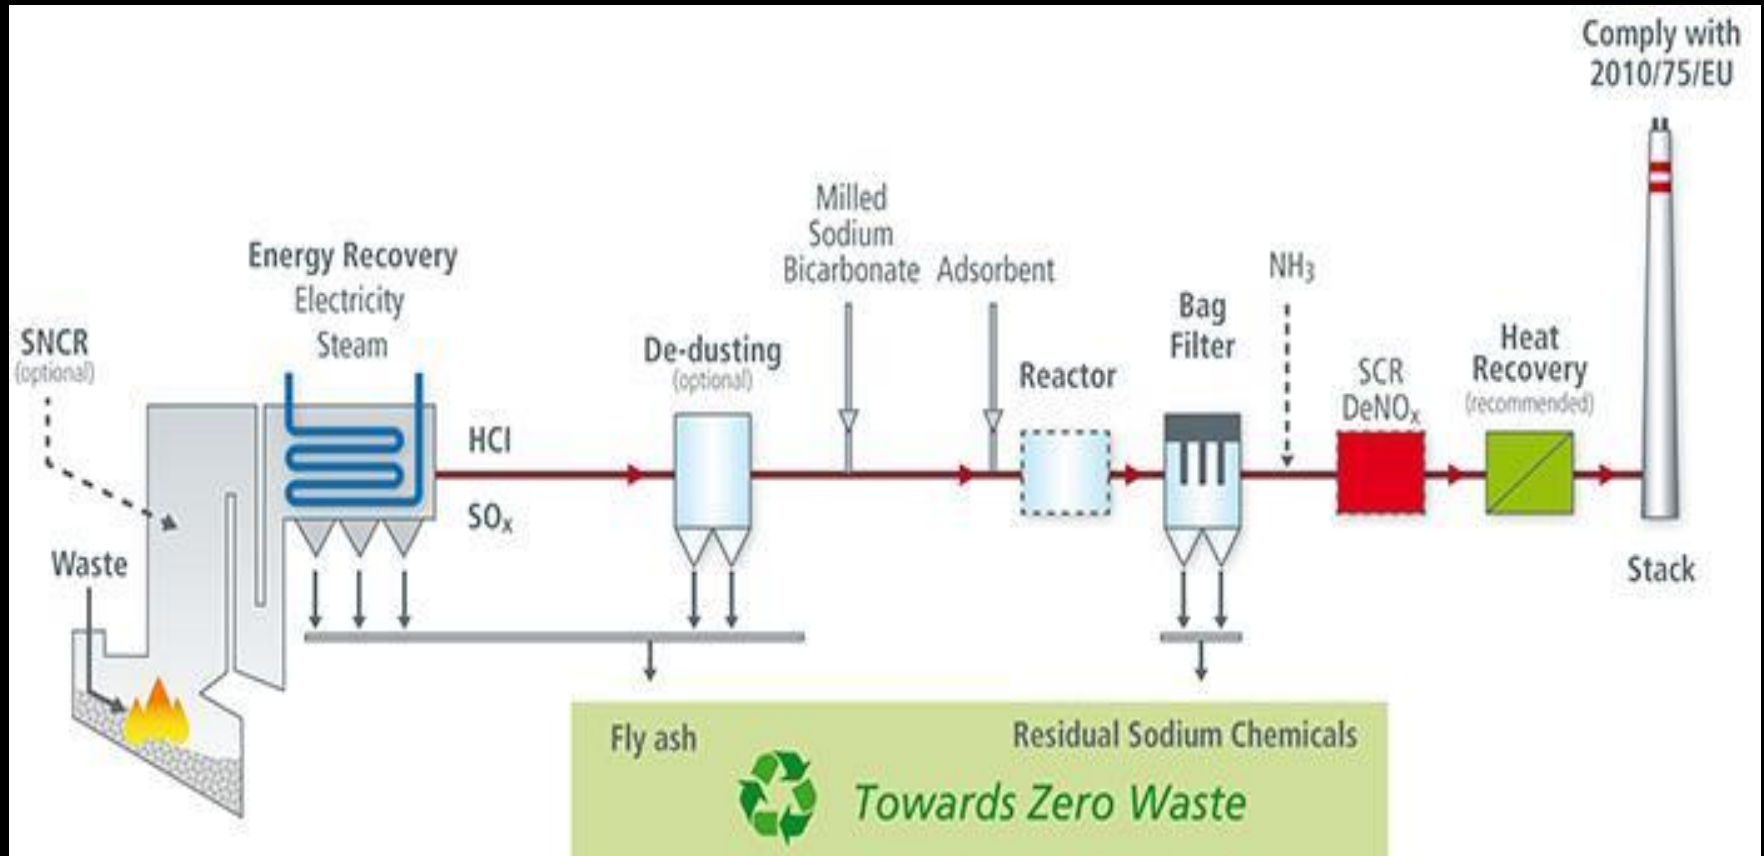 Comply with
2010/75/EU
Milled
Sodium
Bicarbonate
Adsorbent
NH₃
Energy Recovery
Electricity
Steam
Bag
Filter
SNCR
(optional)
De-dusting
(optional)
Reactor
SCR
DeNOₓ
Heat
Recovery
(recommended)
HCl
SOₓ
Waste
Stack
Fly ash
Residual Sodium Chemicals
Towards Zero Waste